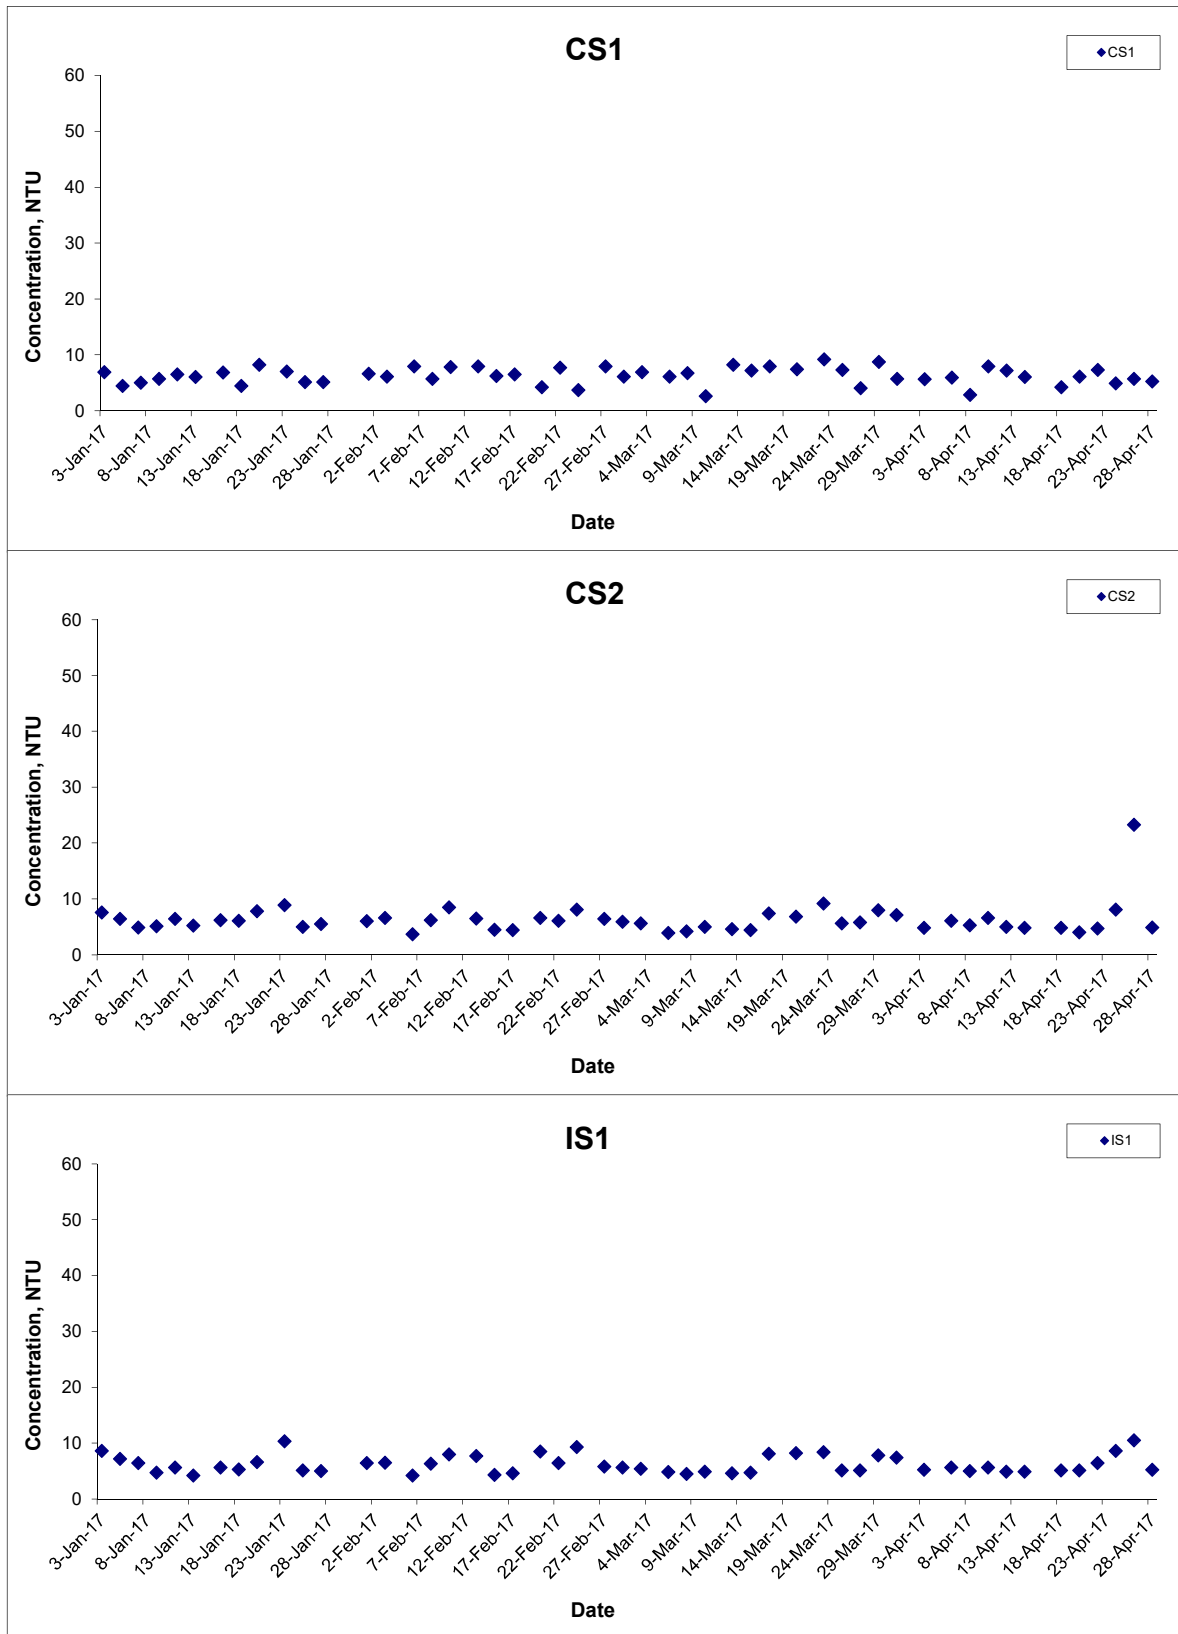 CS1
CS1
60
50
40
30
20
10
0
Concentration, NTU
3-Jan-17
8-Jan-17
13-Jan-17
18-Jan-17
23-Jan-17
28-Jan-17
2-Feb-17
7-Feb-17
12-Feb-17
17-Feb-17
22-Feb-17
27-Feb-17
4-Mar-17
9-Mar-17
14-Mar-17
19-Mar-17
24-Mar-17
29-Mar-17
3-Apr-17
8-Apr-17
13-Apr-17
18-Apr-17
23-Apr-17
28-Apr-17
Date
CS2
CS2
60
50
40
30
20
10
0
Concentration, NTU
3-Jan-17
8-Jan-17
13-Jan-17
18-Jan-17
23-Jan-17
28-Jan-17
2-Feb-17
7-Feb-17
12-Feb-17
17-Feb-17
22-Feb-17
27-Feb-17
4-Mar-17
9-Mar-17
14-Mar-17
19-Mar-17
24-Mar-17
29-Mar-17
3-Apr-17
8-Apr-17
13-Apr-17
18-Apr-17
23-Apr-17
28-Apr-17
Date
IS1
IS1
60
50
40
30
20
10
0
Concentration, NTU
3-Jan-17
8-Jan-17
13-Jan-17
18-Jan-17
23-Jan-17
28-Jan-17
2-Feb-17
7-Feb-17
12-Feb-17
17-Feb-17
22-Feb-17
27-Feb-17
4-Mar-17
9-Mar-17
14-Mar-17
19-Mar-17
24-Mar-17
29-Mar-17
3-Apr-17
8-Apr-17
13-Apr-17
18-Apr-17
23-Apr-17
28-Apr-17
Date